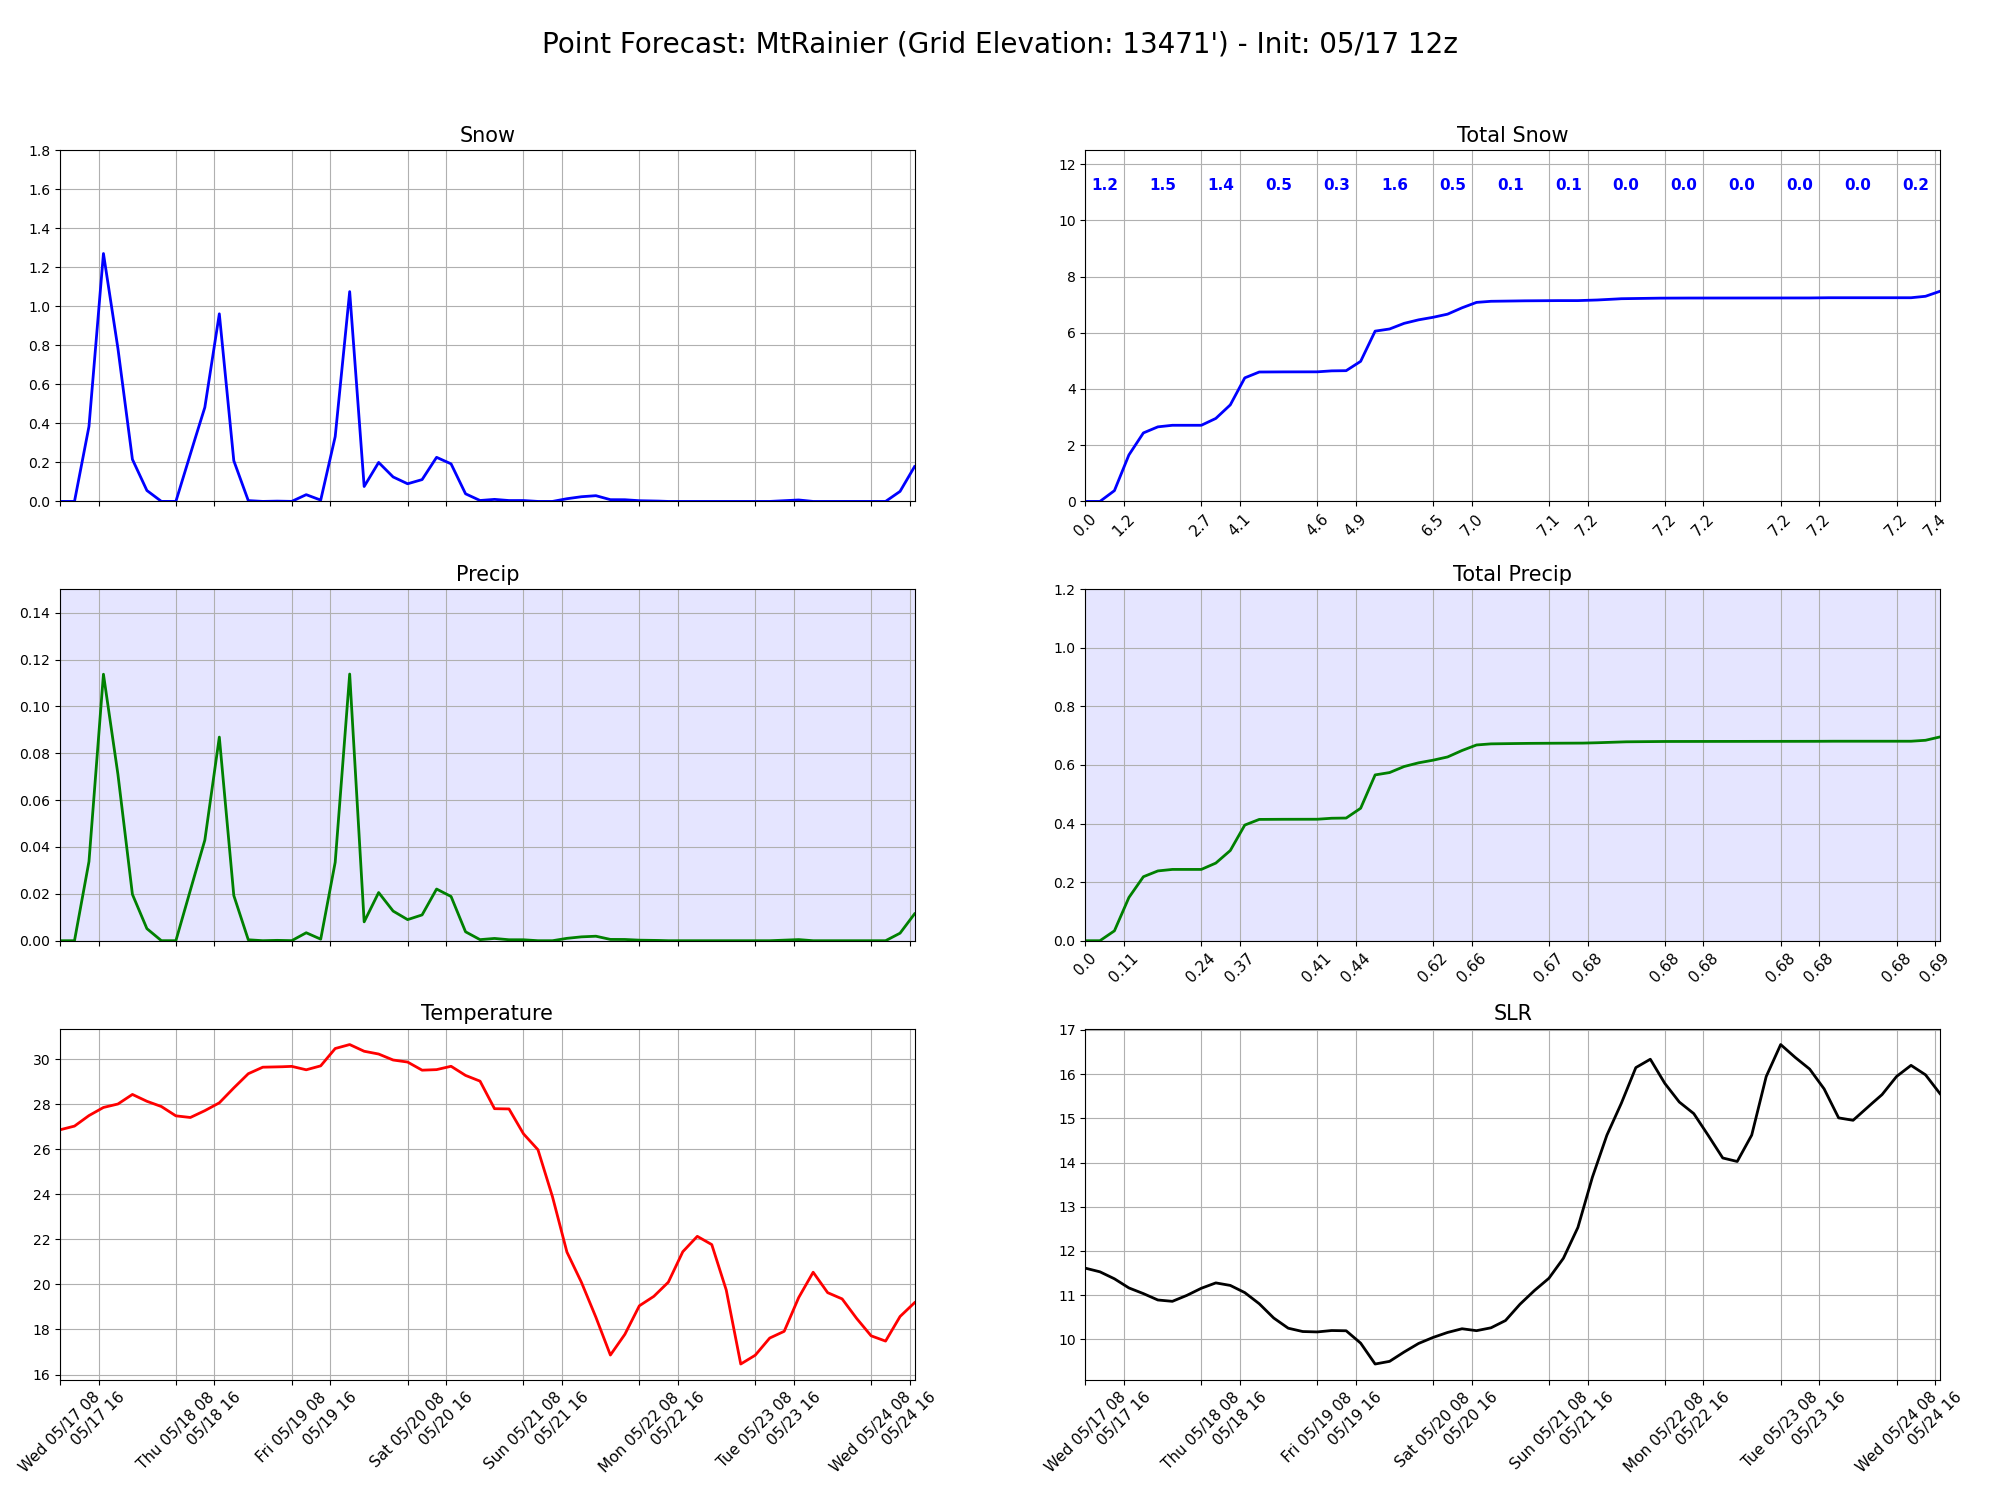 Point Forecast: MtRainier (Grid Elevation: 13471') - Init: 05/17 12z
Snow
1.8
1.6
1.4
1.2
1.0
0.8
0.6
0.4
0.2
0.0
Total Snow
12
10
8
6
4
2
0
1.2 1.5 1.4 0.5 0.3 1.6 0.5 0.1 0.1 0.0 0.0 0.0 0.0 0.0 0.2
0.0 1.2 2.7 4.1 4.6 4.9 6.5 7.0 7.1 7.2 7.2 7.2 7.2 7.2 7.2 7.4
Precip
0.14
0.12
0.10
0.08
0.06
0.04
0.02
0.00
Total Precip
1.2
1.0
0.8
0.6
0.4
0.2
0.0
0.0 0.11 0.24 0.37 0.41 0.44 0.62 0.66 0.67 0.68 0.68 0.68 0.68 0.68 0.68 0.69
Temperature
30
28
26
24
22
20
18
16
Wed 05/17 08
05/17 16
Thu 05/18 08
05/18 16
Fri 05/19 08
05/19 16
Sat 05/20 08
05/20 16
Sun 05/21 08
05/21 16
Mon 05/22 08
05/22 16
Tue 05/23 08
05/23 16
Wed 05/24 08
05/24 16
SLR
17
16
15
14
13
12
11
10
Wed 05/17 08
05/17 16
Thu 05/18 08
05/18 16
Fri 05/19 08
05/19 16
Sat 05/20 08
05/20 16
Sun 05/21 08
05/21 16
Mon 05/22 08
05/22 16
Tue 05/23 08
05/23 16
Wed 05/24 08
05/24 16